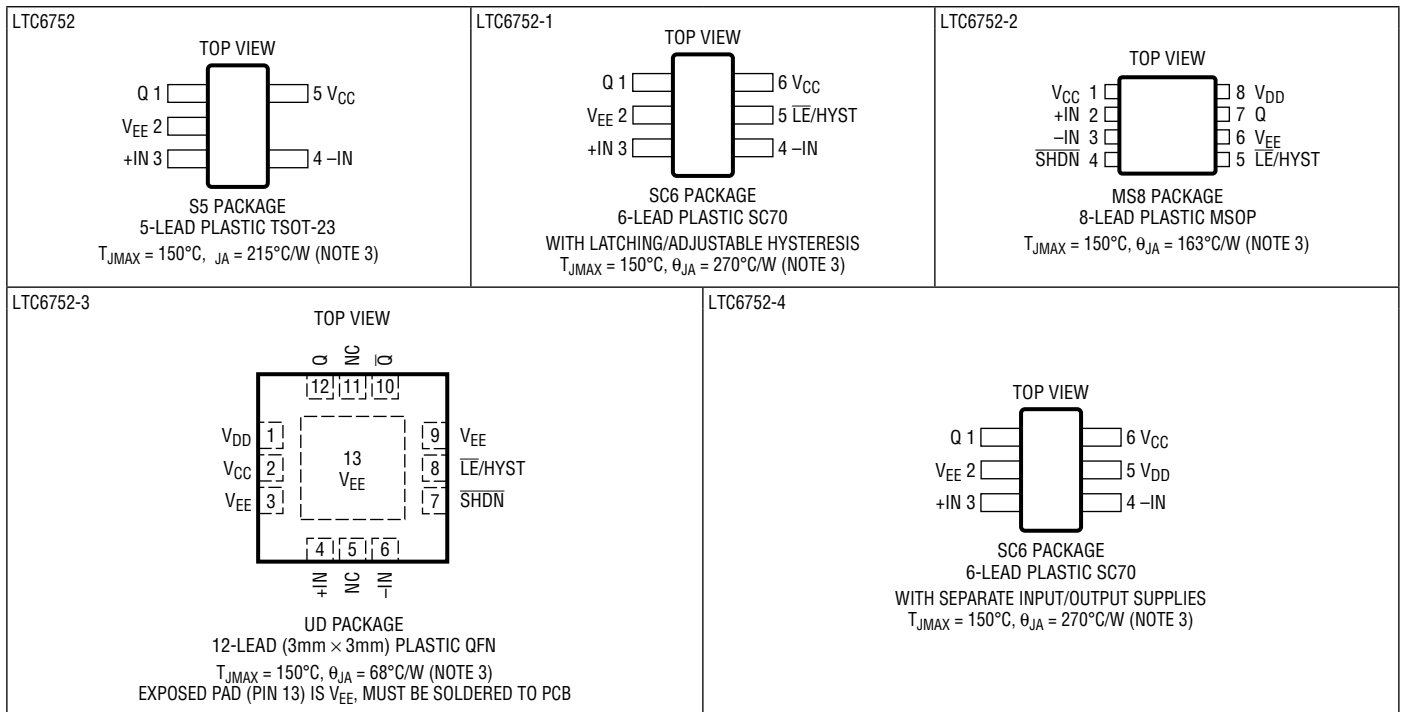 LTC6752
TOP VIEW
Q 1
VEE 2
+IN 3
5 VCC
4 –IN
S5 PACKAGE
5-LEAD PLASTIC TSOT-23
TJMAX = 150°C, JA = 215°C/W (NOTE 3)
LTC6752-1
TOP VIEW
Q 1
VEE 2
+IN 3
6 VCC
5 L̅E̅/HYST
4 –IN
SC6 PACKAGE
6-LEAD PLASTIC SC70
WITH LATCHING/ADJUSTABLE HYSTERESIS
TJMAX = 150°C, θJA = 270°C/W (NOTE 3)
LTC6752-2
TOP VIEW
VCC 1
+IN 2
–IN 3
S̅H̅D̅N̅ 4
8 VDD
7 Q
6 VEE
5 L̅E̅/HYST
MS8 PACKAGE
8-LEAD PLASTIC MSOP
TJMAX = 150°C, θJA = 163°C/W (NOTE 3)
LTC6752-3
TOP VIEW
Q NC Q̅
12 11 10
VDD 1
VCC 2
VEE 3
13
VEE
9 VEE
8 L̅E̅/HYST
7 S̅H̅D̅N̅
4 5 6
+IN NC –IN
UD PACKAGE
12-LEAD (3mm × 3mm) PLASTIC QFN
TJMAX = 150°C, θJA = 68°C/W (NOTE 3)
EXPOSED PAD (PIN 13) IS VEE, MUST BE SOLDERED TO PCB
LTC6752-4
TOP VIEW
Q 1
VEE 2
+IN 3
6 VCC
5 VDD
4 –IN
SC6 PACKAGE
6-LEAD PLASTIC SC70
WITH SEPARATE INPUT/OUTPUT SUPPLIES
TJMAX = 150°C, θJA = 270°C/W (NOTE 3)